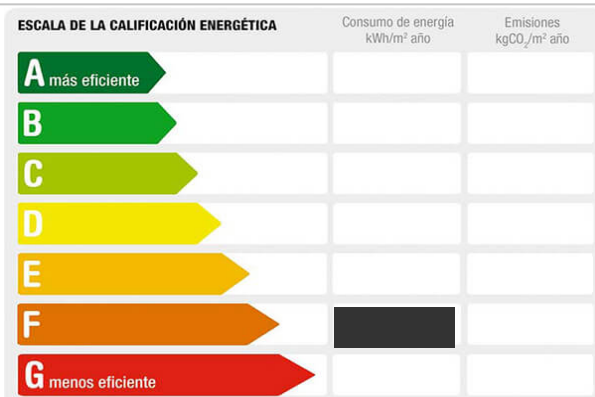 ESCALA DE LA CALIFICACIÓN ENERGÉTICA
Consumo de energía
kWh/m² año
Emisiones
kgCO₂/m² año
A más eficiente
B
C
D
E
F
G menos eficiente